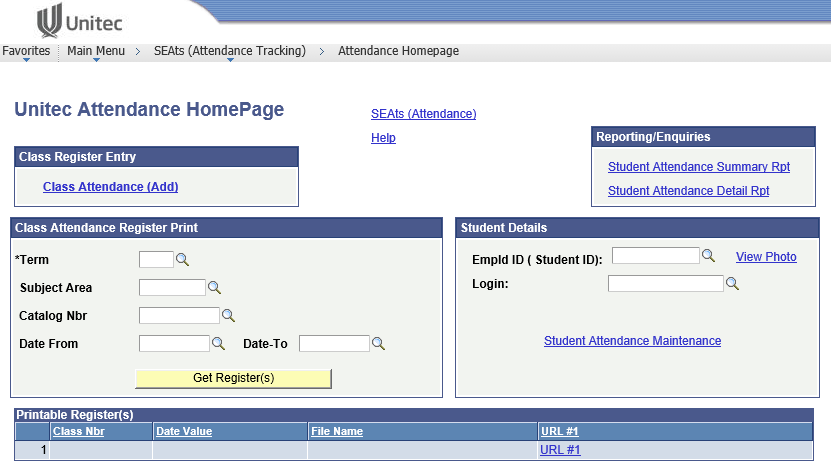 Unitec
Favorites Main Menu > SEAts (Attendance Tracking) > Attendance Homepage
Unitec Attendance HomePage
SEAts (Attendance)
Help
Class Register Entry
Class Attendance (Add)
Reporting/Enquiries
Student Attendance Summary Rpt
Student Attendance Detail Rpt
Class Attendance Register Print
*Term
Subject Area
Catalog Nbr
Date From Date-To
Get Register(s)
Student Details
EmpId ID ( Student ID): View Photo
Login:
Student Attendance Maintenance
Printable Register(s)
Class Nbr Date Value File Name URL #1
1 URL #1